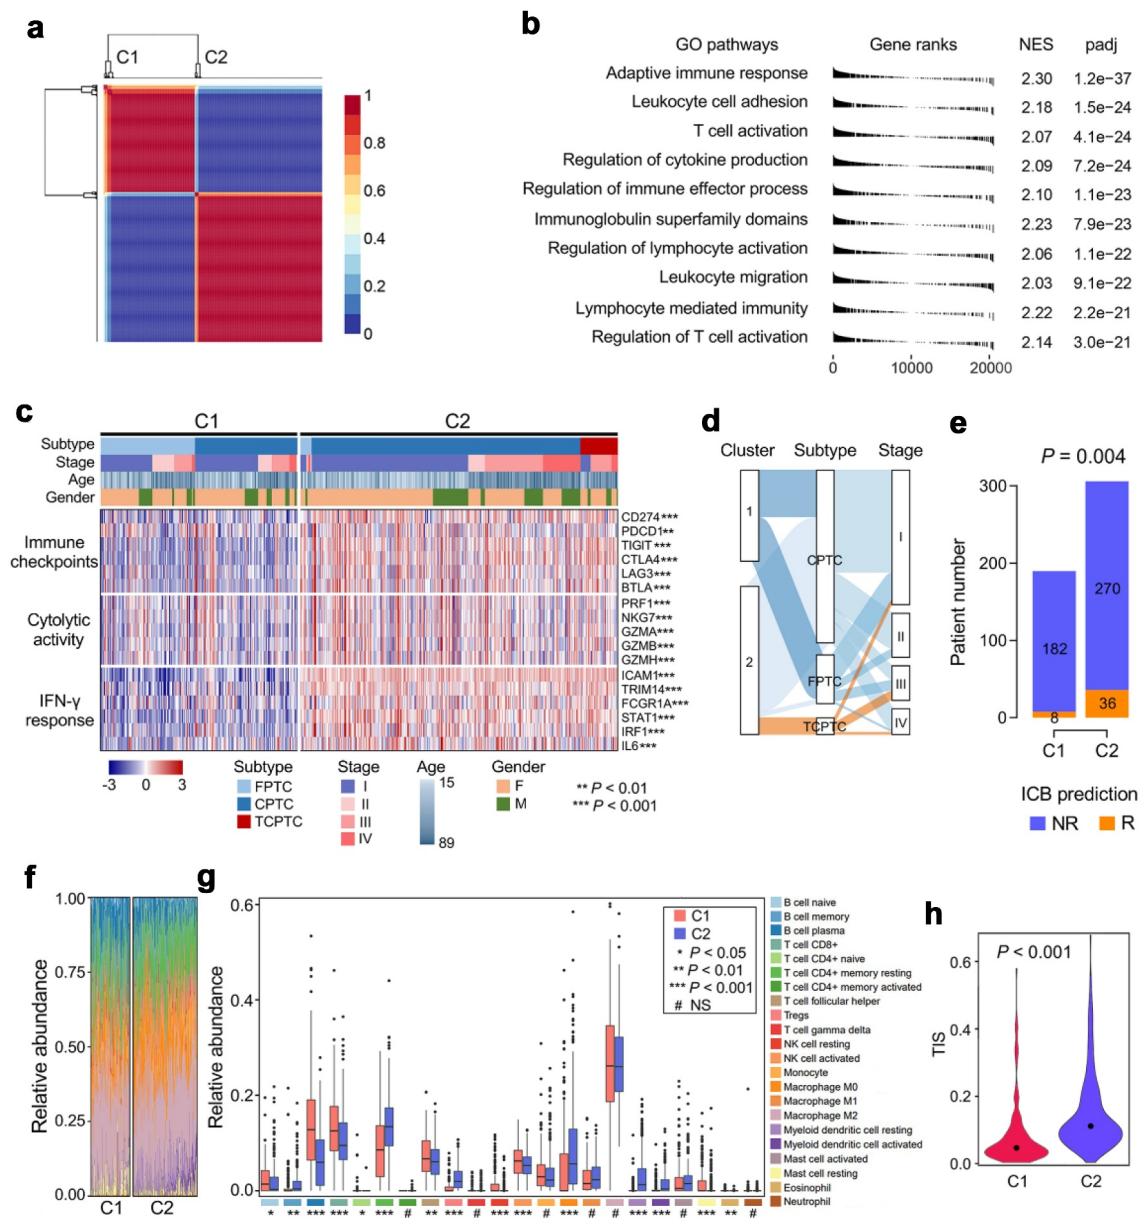 a
C1
C2
1
0.8
0.6
0.4
0.2
0
b
GO pathways Gene ranks NES padj
Adaptive immune response 2.30 1.2e−37
Leukocyte cell adhesion 2.18 1.5e−24
T cell activation 2.07 4.1e−24
Regulation of cytokine production 2.09 7.2e−24
Regulation of immune effector process 2.10 1.1e−23
Immunoglobulin superfamily domains 2.23 7.9e−23
Regulation of lymphocyte activation 2.06 1.1e−22
Leukocyte migration 2.03 9.1e−22
Lymphocyte mediated immunity 2.22 2.2e−21
Regulation of T cell activation 2.14 3.0e−21
0 10000 20000
c
C1 C2
Subtype
Stage
Age
Gender
Immune
checkpoints
Cytolytic
activity
IFN-γ
response
CD274***
PDCD1**
TIGIT***
CTLA4***
LAG3***
BTLA***
PRF1***
NKG7***
GZMA***
GZMB***
GZMH***
ICAM1***
TRIM14***
FCGR1A***
STAT1***
IRF1***
IL6***
-3 0 3
Subtype
FPTC
CPTC
TCPTC
Stage
I
II
III
IV
Age
15
89
Gender
F
M
** P < 0.01
*** P < 0.001
d
Cluster Subtype Stage
1
2
CPTC
FPTC
TCPTC
I
II
III
IV
e
P = 0.004
Patient number
300
200
100
0
182
8
270
36
C1 C2
ICB prediction
NR R
f
Relative abundance
1.00
0.75
0.50
0.25
0.00
C1 C2
g
Relative abundance
0.6
0.4
0.2
0.0
C1
C2
* P < 0.05
** P < 0.01
*** P < 0.001
# NS
* ** *** *** * *** # ** *** # *** *** # *** # # *** *** # *** ** #
B cell naive
B cell memory
B cell plasma
T cell CD8+
T cell CD4+ naive
T cell CD4+ memory resting
T cell CD4+ memory activated
T cell follicular helper
Tregs
T cell gamma delta
NK cell resting
NK cell activated
Monocyte
Macrophage M0
Macrophage M1
Macrophage M2
Myeloid dendritic cell resting
Myeloid dendritic cell activated
Mast cell activated
Mast cell resting
Eosinophil
Neutrophil
h
P < 0.001
TIS
0.6
0.4
0.2
0.0
C1 C2